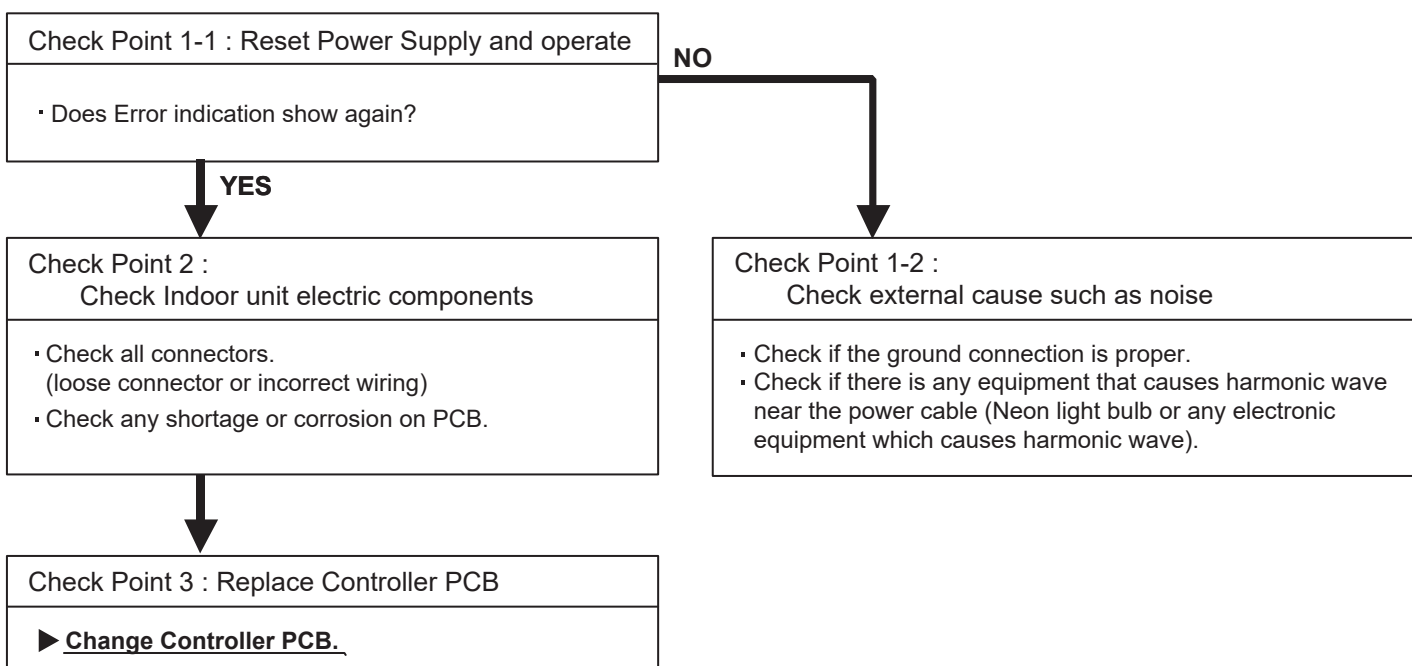 Check Point 1-1 : Reset Power Supply and operate
・Does Error indication show again?
NO
YES
Check Point 2 :
Check Indoor unit electric components
・Check all connectors.
(loose connector or incorrect wiring)
・Check any shortage or corrosion on PCB.
Check Point 1-2 :
Check external cause such as noise
・Check if the ground connection is proper.
・Check if there is any equipment that causes harmonic wave
near the power cable (Neon light bulb or any electronic
equipment which causes harmonic wave).
Check Point 3 : Replace Controller PCB
▶Change Controller PCB.